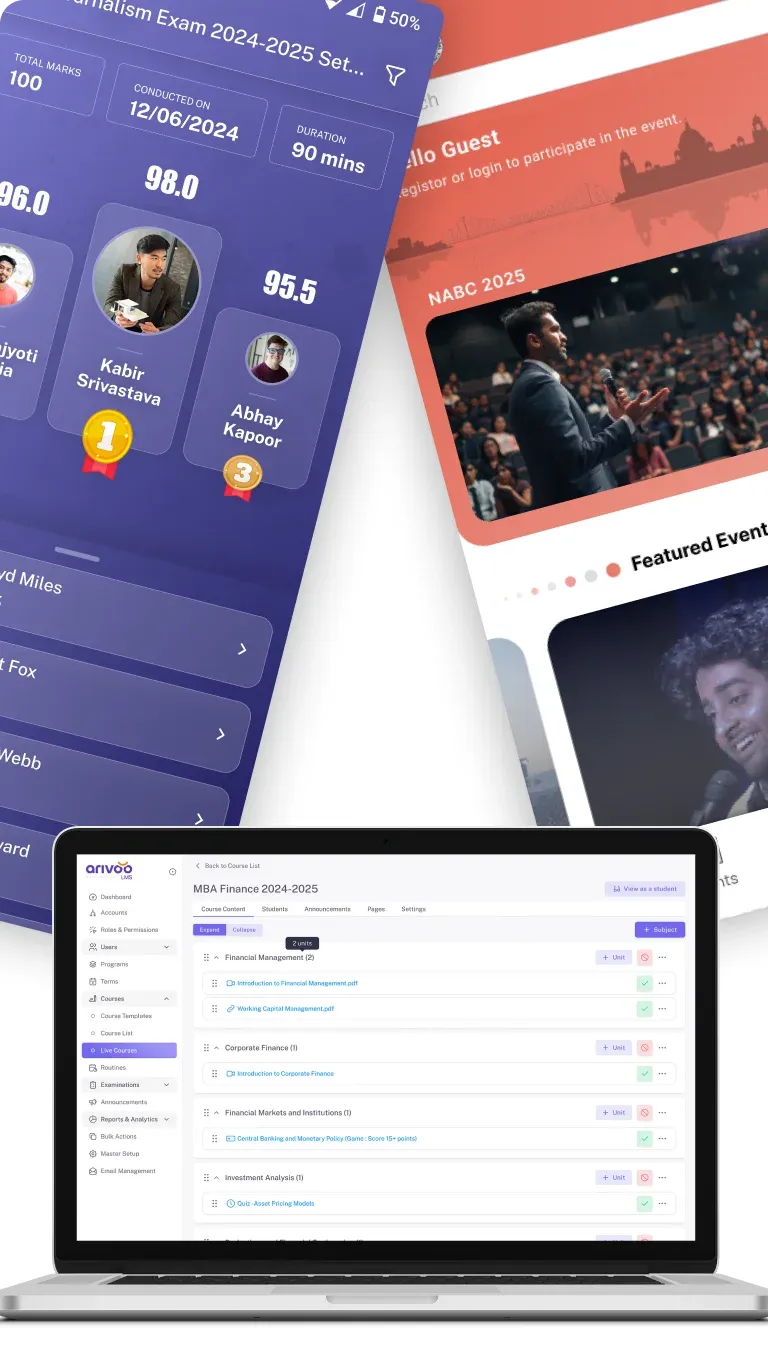 Exam 2024-2025 Set...
50%
TOTAL MARKS
100
CONDUCTED ON
12/06/2024
DURATION
90 mins
96.0
98.0
95.5
Kabir
Srivastava
Abhay
Kapoor
1
3
Miles
Fox
Webb
Guest
or login to participate in the event.
NABC 2025
Featured
arivoo
LMS
Dashboard
Accounts
Roles & Permissions
Users
Programs
Terms
Courses
Course Templates
Course List
Live Courses
Routines
Examinations
Announcements
Reports & Analytics
Bulk Actions
Master Setup
Email Management
Back to Course List
MBA Finance 2024-2025
View as a student
Course Content Students Announcements Pages Settings
Expand Collapse
+ Subject
2 units
Financial Management (2)
+ Unit
Introduction to Financial Management.pdf
Working Capital Management.pdf
Corporate Finance (1)
+ Unit
Introduction to Corporate Finance
Financial Markets and Institutions (1)
+ Unit
Central Banking and Monetary Policy (Game : Score 15+ points)
Investment Analysis (1)
+ Unit
Quiz -Asset Pricing Models